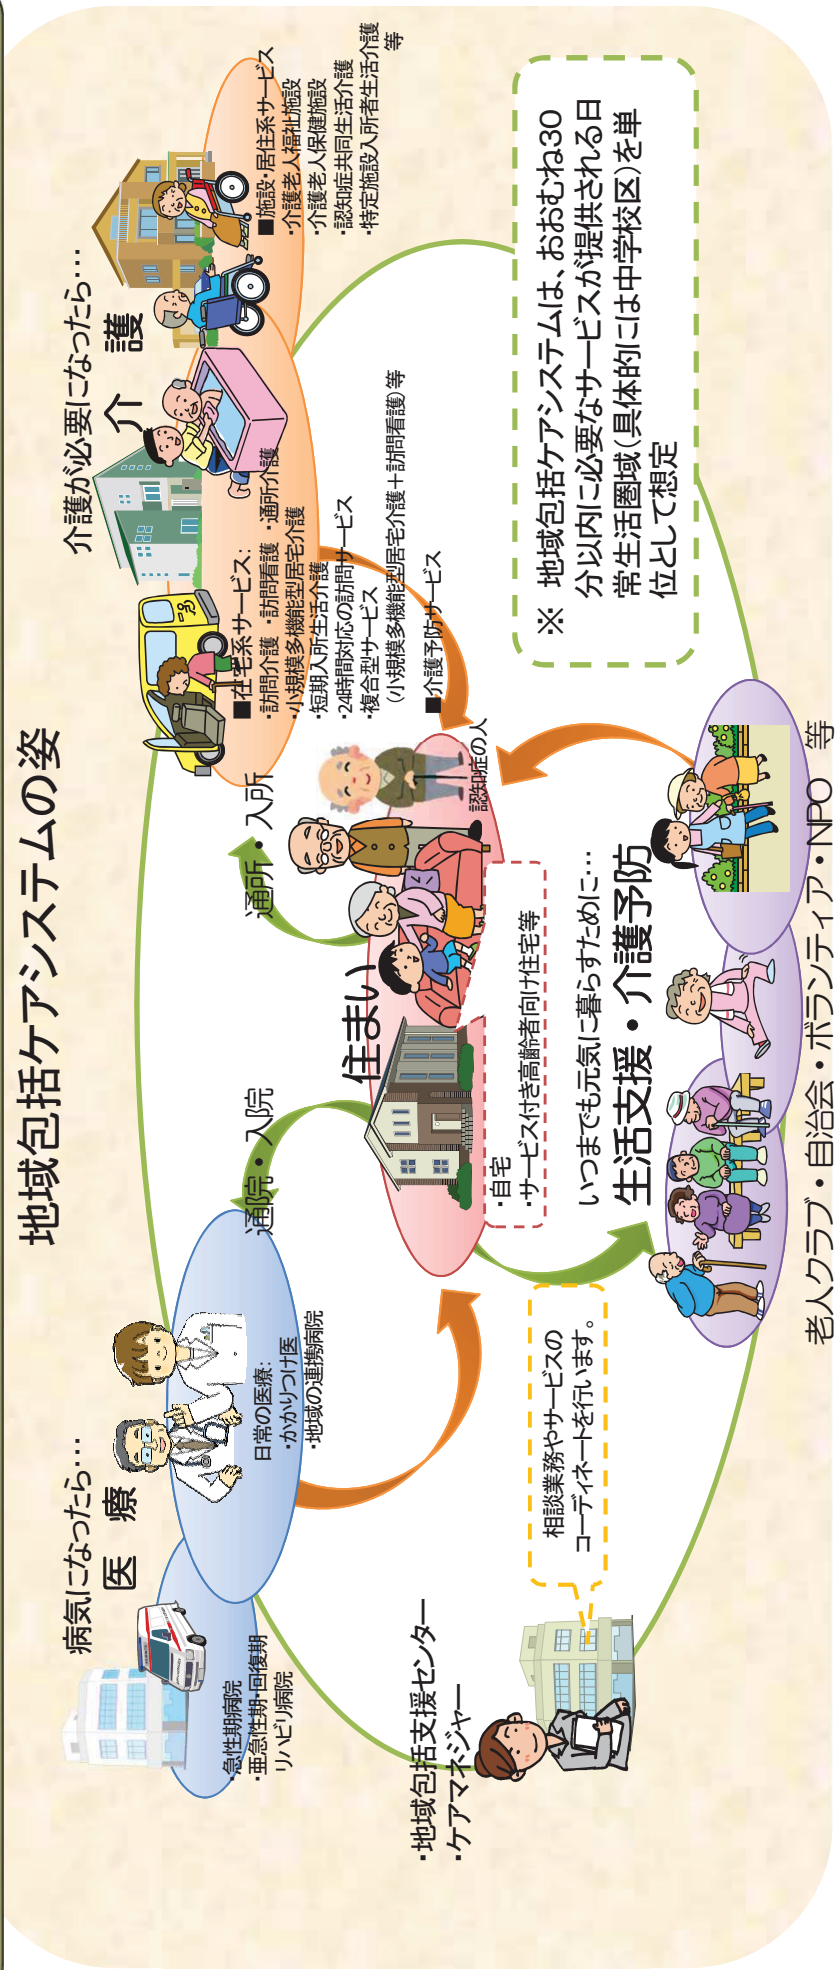 地域包括ケアシステムの姿
病気になったら…
医 療
・急性期病院
・亜急性期・回復期
リハビリ病院
日常の医療：
・かかりつけ医
・地域の連携病院
通院・入院
通所・入所
介護が必要になったら…
介 護
■在宅系サービス：
・訪問介護 ・訪問看護 ・通所介護
・小規模多機能型居宅介護
・短期入所生活介護
・24時間対応の訪問サービス
・複合型サービス
（小規模多機能型居宅介護＋訪問看護）等
■介護予防サービス
■施設・居住系サービス
・介護老人福祉施設
・介護老人保健施設
・認知症共同生活介護
・特定施設入所者生活介護
等
住まい
認知症の人
・自宅
・サービス付き高齢者向け住宅等
・地域包括支援センター
・ケアマネジャー
相談業務やサービスの
コーディネートを行います。
いつまでも元気に暮らすために…
生活支援・介護予防
老人クラブ・自治会・ボランティア・NPO 等
※ 地域包括ケアシステムは、おおむね30
分以内に必要なサービスが提供される日
常生活圏域（具体的には中学校区）を単
位として想定